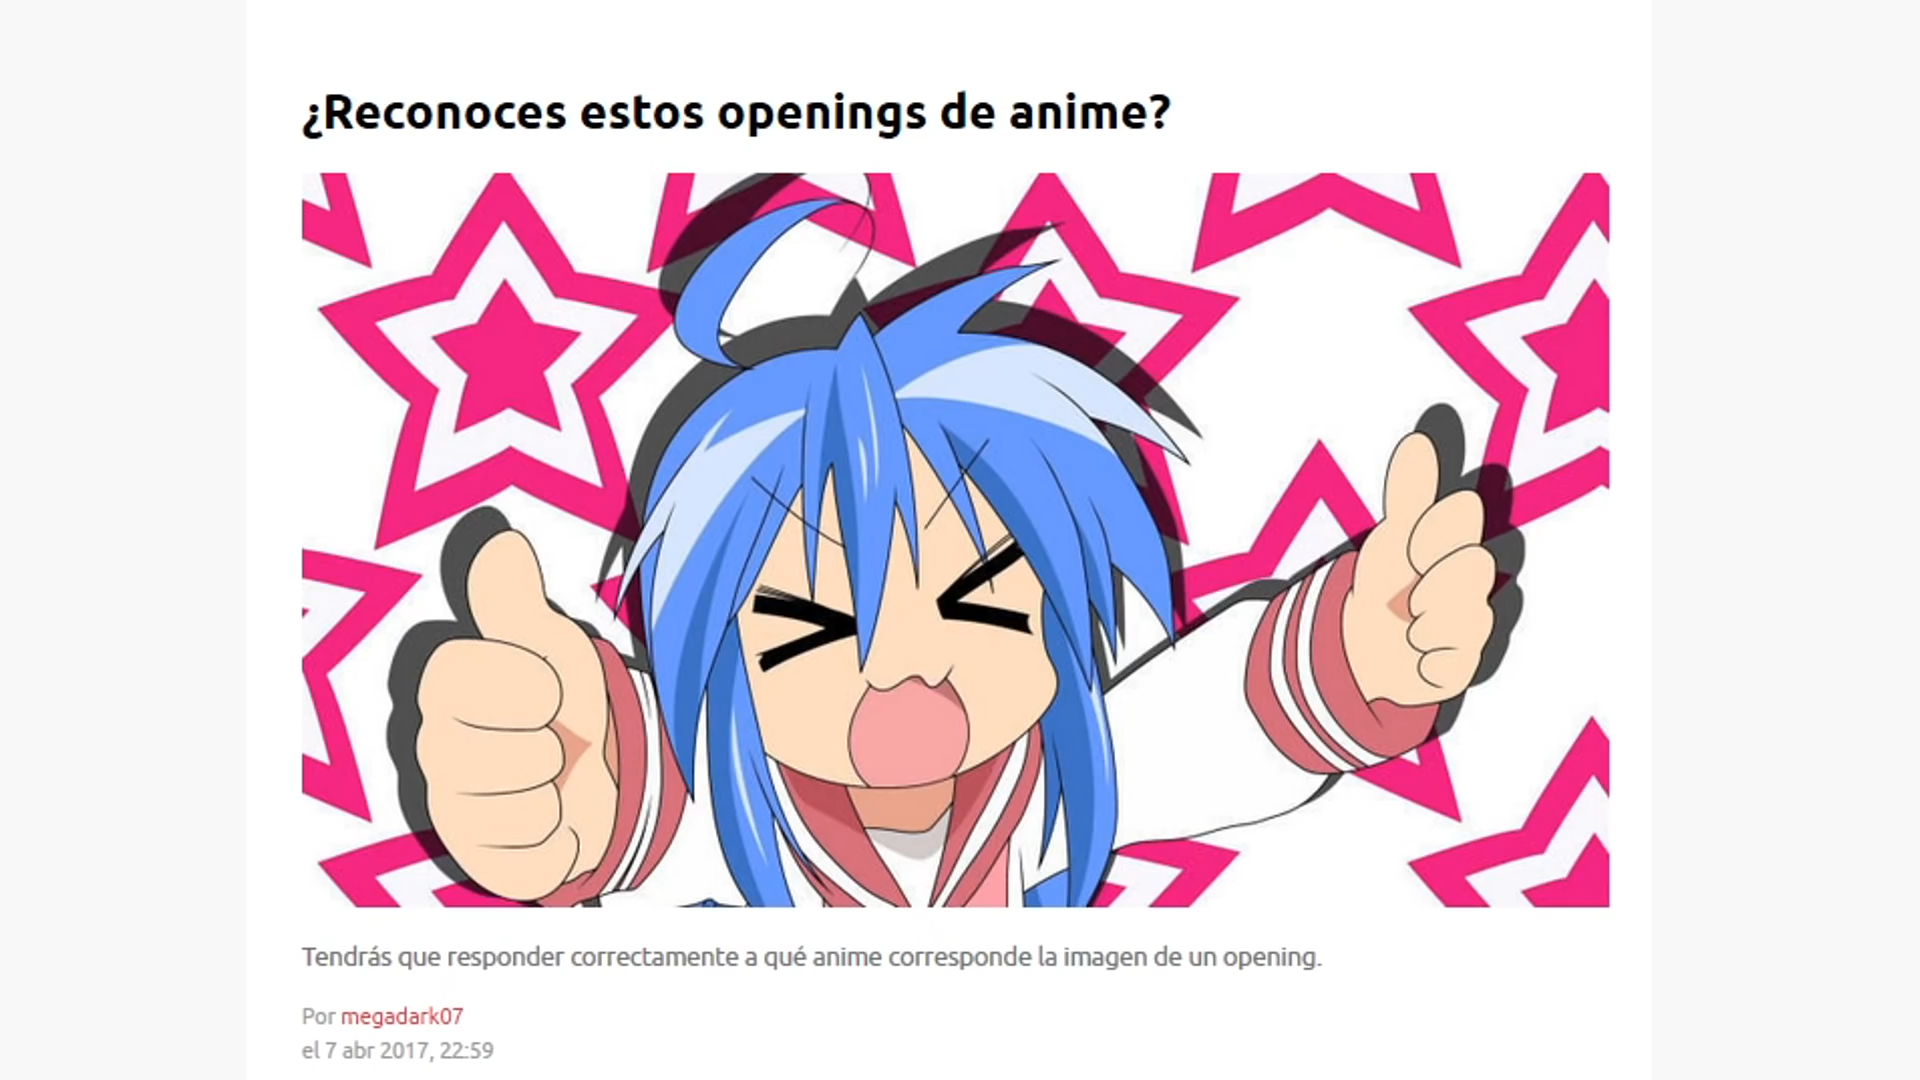 ¿Reconoces estos openings de anime?
Tendrás que responder correctamente a qué anime corresponde la imagen de un opening.
Por megadark07
el 7 abr 2017, 22:59